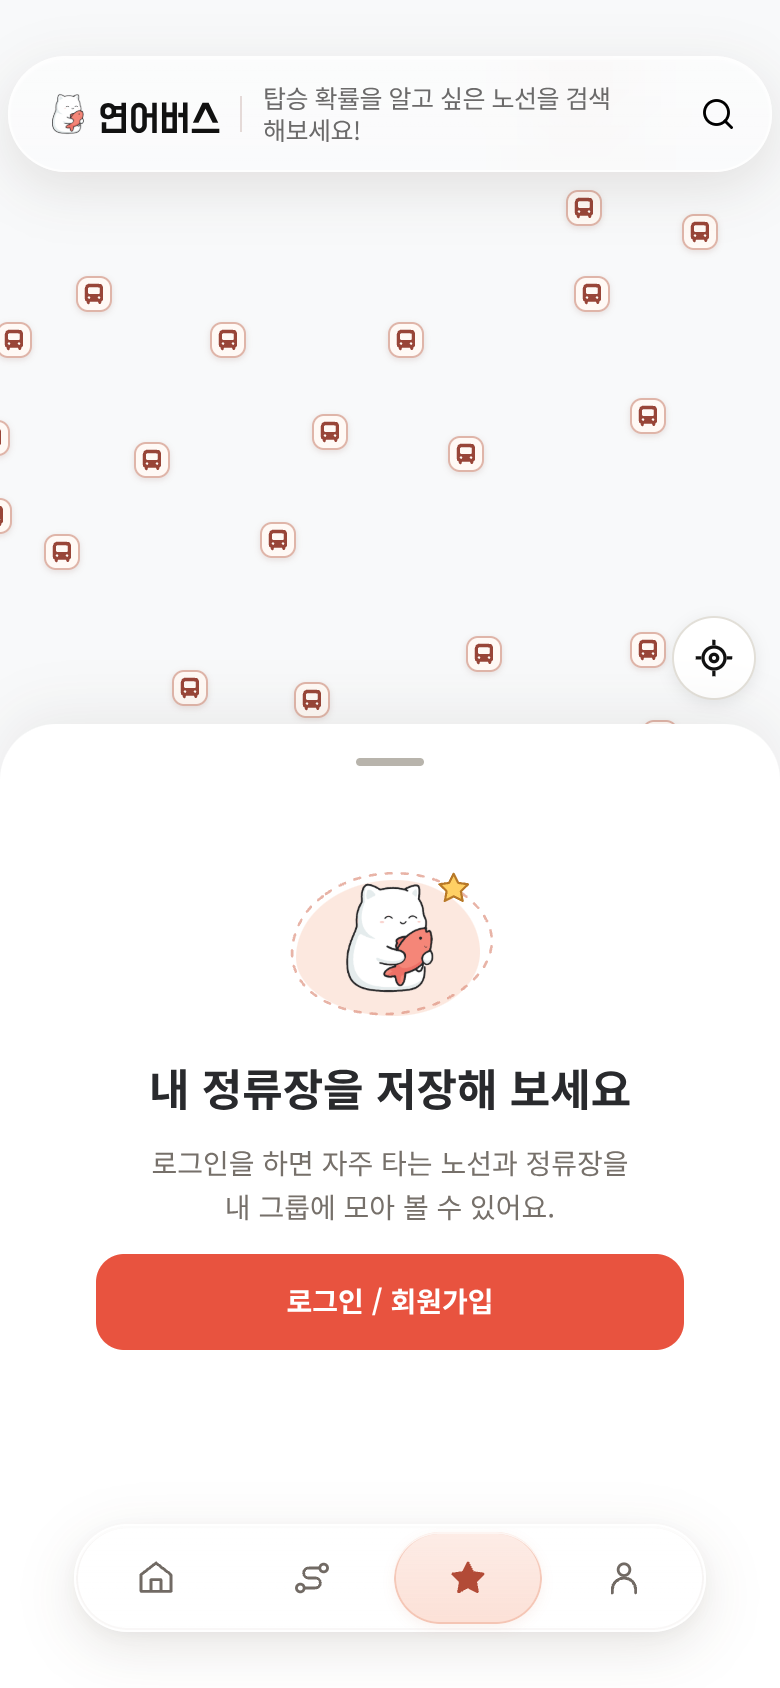 연어버스
탑승 확률을 알고 싶은 노선을 검색
해보세요!
내 정류장을 저장해 보세요
로그인을 하면 자주 타는 노선과 정류장을
내 그룹에 모아 볼 수 있어요.
로그인 / 회원가입